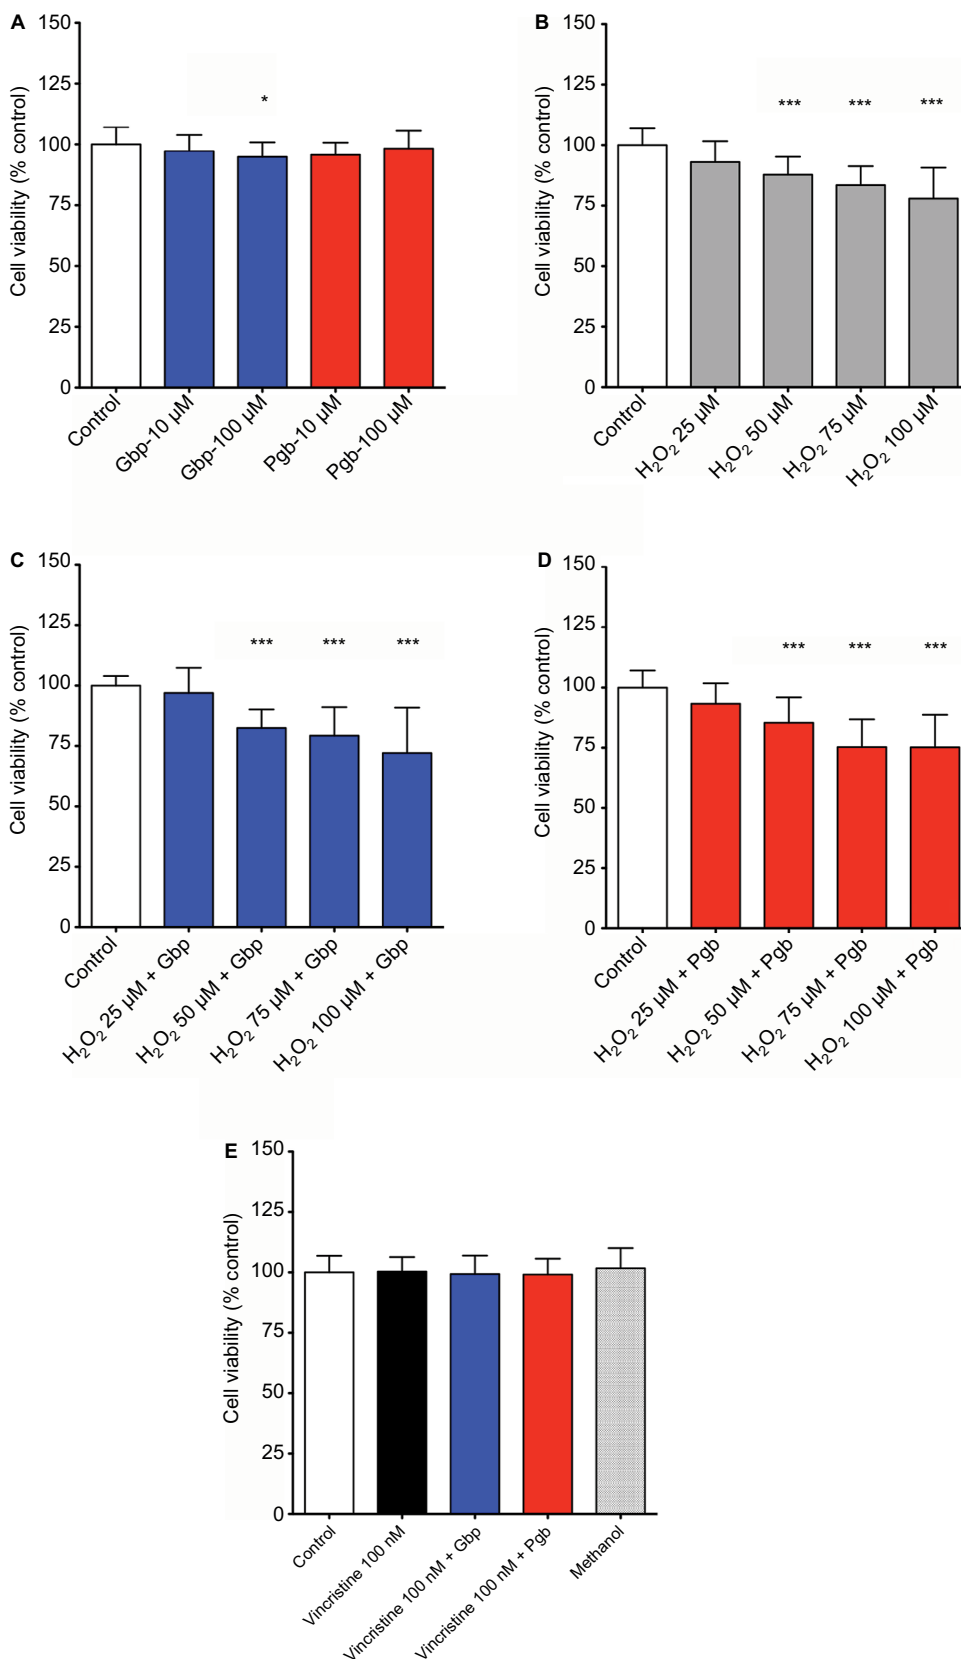 A
Cell viability (% control)
150
125
100
75
50
25
0
*
Control
Gbp-10 µM
Gbp-100 µM
Pgb-10 µM
Pgb-100 µM
B
Cell viability (% control)
150
125
100
75
50
25
0
*** *** ***
Control
H₂O₂ 25 µM
H₂O₂ 50 µM
H₂O₂ 75 µM
H₂O₂ 100 µM
C
Cell viability (% control)
150
125
100
75
50
25
0
*** *** ***
Control
H₂O₂ 25 µM + Gbp
H₂O₂ 50 µM + Gbp
H₂O₂ 75 µM + Gbp
H₂O₂ 100 µM + Gbp
D
Cell viability (% control)
150
125
100
75
50
25
0
*** *** ***
Control
H₂O₂ 25 µM + Pgb
H₂O₂ 50 µM + Pgb
H₂O₂ 75 µM + Pgb
H₂O₂ 100 µM + Pgb
E
Cell viability (% control)
150
125
100
75
50
25
0
Control
Vincristine 100 nM
Vincristine 100 nM + Gbp
Vincristine 100 nM + Pgb
Methanol